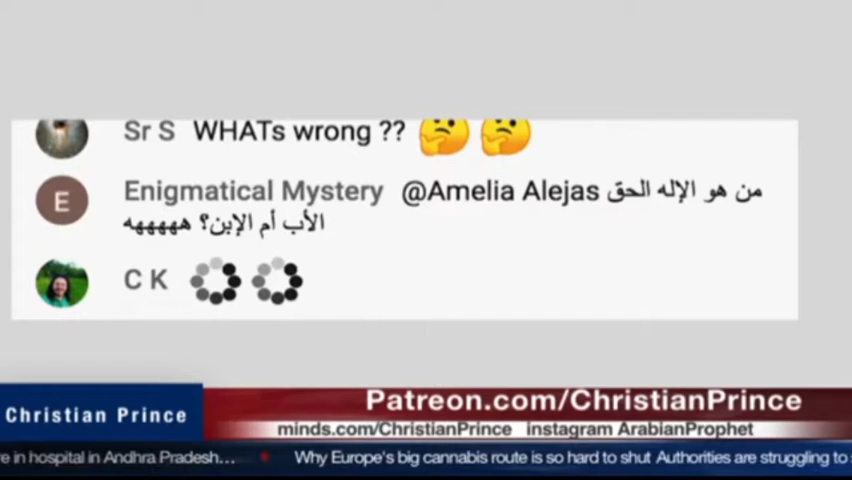 Sr S WHATs wrong ??
Enigmatical Mystery @Amelia Alejas من هو الإله الحق
الأب أم الإبن؟ هههههه
E
C K
Patreon.com/ChristianPrince
Christian Prince
minds.com/ChristianPrince instagram ArabianProphet
in hospital in Andhra Pradesh... Why Europe's big cannabis route is so hard to shut Authorities are struggling to